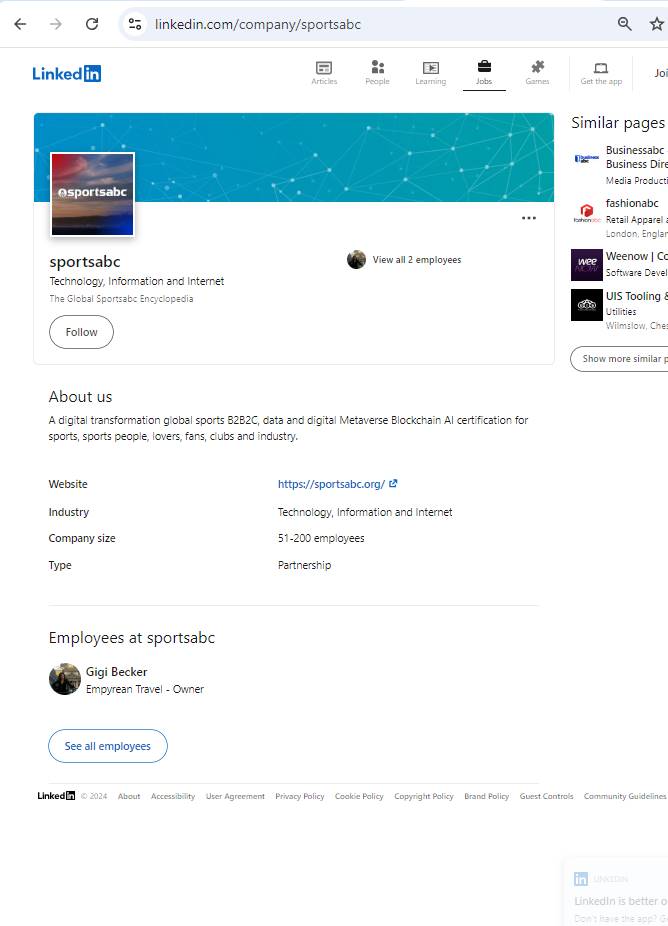 linkedin.com/company/sportsabc
Linkedin
Articles
People
Learning
Jobs
Games
Get the app
Joi
sportsabc
sportsabc
Technology, Information and Internet
The Global Sportsabc Encyclopedia
View all 2 employees
Follow
Similar pages
Businessabc
Business Dire
Media Producti
fashionabc
Retail Apparel a
London, Englan
Weenow | Co
Software Devel
UIS Tooling &
Utilities
Wilmslow, Ches
Show more similar p
About us
A digital transformation global sports B2B2C, data and digital Metaverse Blockchain AI certification for
sports, sports people, lovers, fans, clubs and industry.
Website https://sportsabc.org/
Industry Technology, Information and Internet
Company size 51-200 employees
Type Partnership
Employees at sportsabc
Gigi Becker
Empyrean Travel - Owner
See all employees
Linkedin © 2024 About Accessibility User Agreement Privacy Policy Cookie Policy Copyright Policy Brand Policy Guest Controls Community Guidelines
in LINKEDIN
LinkedIn is better o
Don't have the app? G